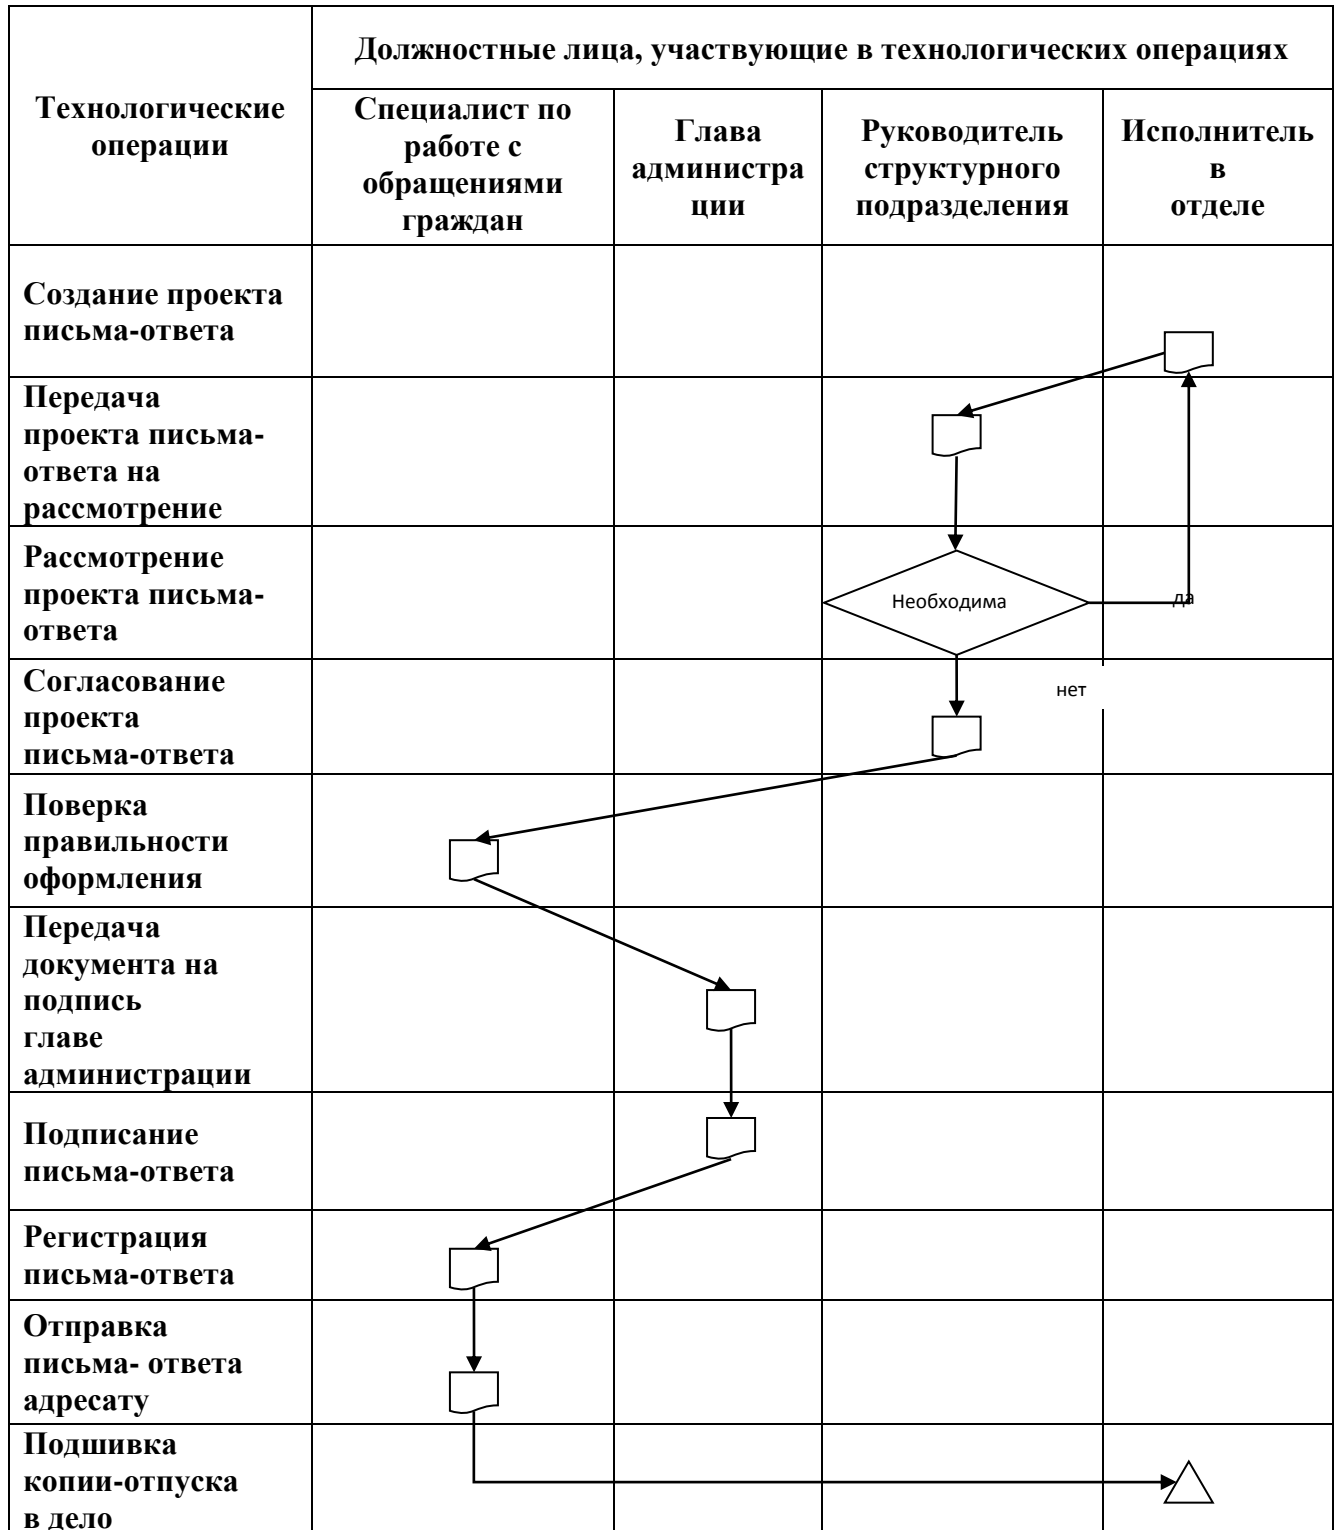 Должностные лица, участвующие в технологических операциях
Технологические
операции
Специалист по
работе с
обращениями
граждан
Глава
администра
ции
Руководитель
структурного
подразделения
Исполнитель
в
отделе
Создание проекта
письма-ответа
Передача
проекта письма-
ответа на
рассмотрение
Рассмотрение
проекта письма-
ответа
Необходима
да
Согласование
проекта
письма-ответа
нет
Поверка
правильности
оформления
Передача
документа на
подпись
главе
администрации
Подписание
письма-ответа
Регистрация
письма-ответа
Отправка
письма- ответа
адресату
Подшивка
копии-отпуска
в дело